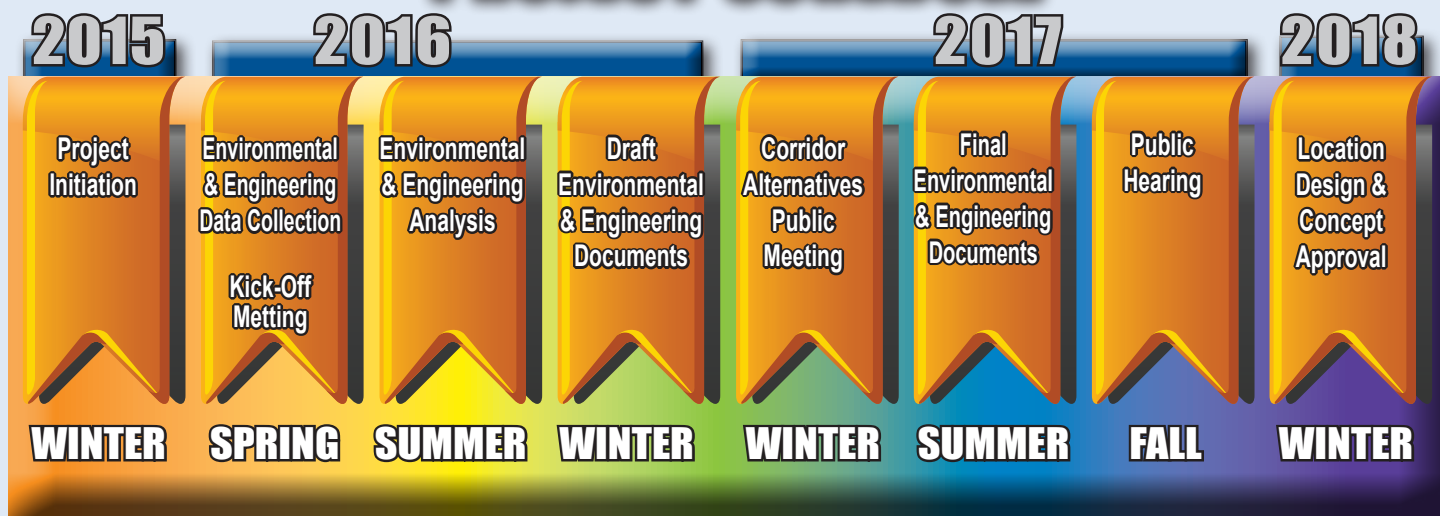 2015
2016
2017
2018
Project
Initiation
Environmental
& Engineering
Data Collection
Kick-Off
Metting
Environmental
& Engineering
Analysis
Draft
Environmental
& Engineering
Documents
Corridor
Alternatives
Public
Meeting
Final
Environmental
& Engineering
Documents
Public
Hearing
Location
Design &
Concept
Approval
WINTER
SPRING
SUMMER
WINTER
WINTER
SUMMER
FALL
WINTER